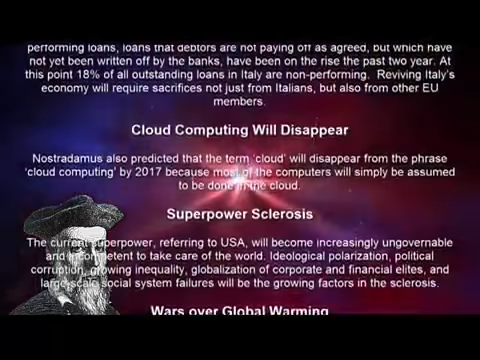 performing loans, loans that debtors are not paying off as agreed, but which have
not yet been written off by the banks, have been on the rise the past two year. At
this point 18% of all outstanding loans in Italy are non-performing. Reviving Italy's
economy will require sacrifices not just from Italians, but also from other EU
members.
Cloud Computing Will Disappear
Nostradamus also predicted that the term 'cloud' will disappear from the phrase
'cloud computing' by 2017 because most of the computers will simply be assumed
to be done in the cloud.
Superpower Sclerosis
The current superpower, referring to USA, will become increasingly ungovernable
and incompetent to take care of the world. Ideological polarization, political
corruption, growing inequality, globalization of corporate and financial elites, and
large-scale social system failures will be the growing factors in the sclerosis.
Wars over Global Warming